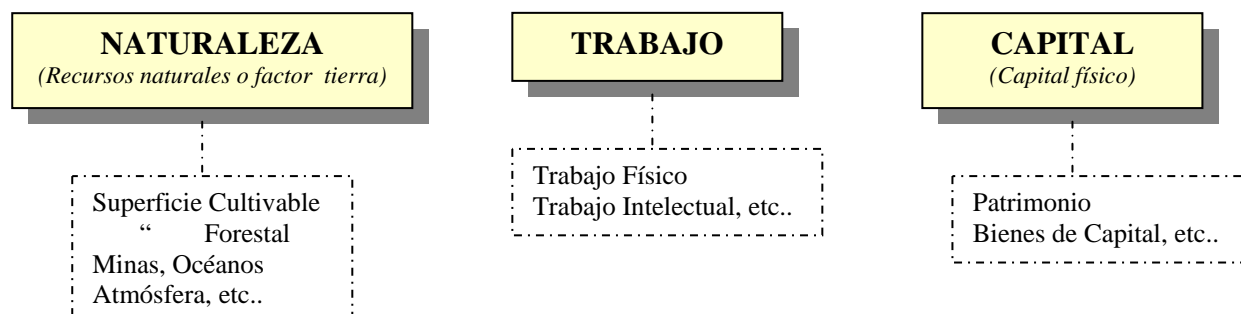 NATURALEZA
(Recursos naturales o factor tierra)
Superficie Cultivable
“ Forestal
Minas, Océanos
Atmósfera, etc..
TRABAJO
Trabajo Físico
Trabajo Intelectual, etc..
CAPITAL
(Capital físico)
Patrimonio
Bienes de Capital, etc..